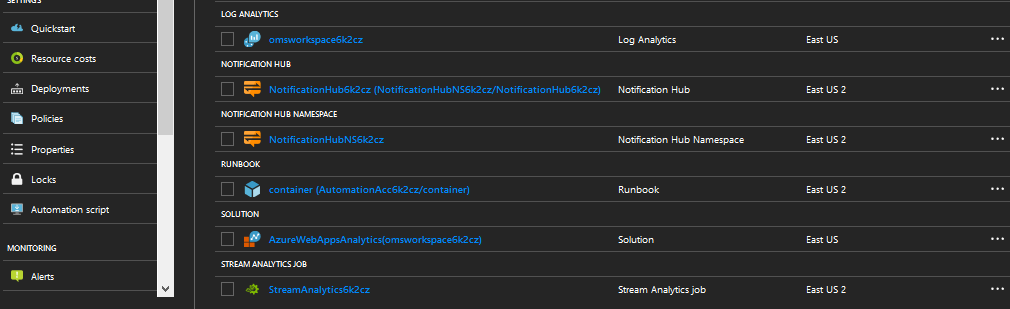 SETTINGS
Quickstart
Resource costs
Deployments
Policies
Properties
Locks
Automation script
MONITORING
Alerts
LOG ANALYTICS
omsworkspace6k2cz Log Analytics East US
NOTIFICATION HUB
NotificationHub6k2cz (NotificationHubNS6k2cz/NotificationHub6k2cz) Notification Hub East US 2
NOTIFICATION HUB NAMESPACE
NotificationHubNS6k2cz Notification Hub Namespace East US 2
RUNBOOK
container (AutomationAcc6k2cz/container) Runbook East US 2
SOLUTION
AzureWebAppsAnalytics(omsworkspace6k2cz) Solution East US
STREAM ANALYTICS JOB
StreamAnalytics6k2cz Stream Analytics job East US 2